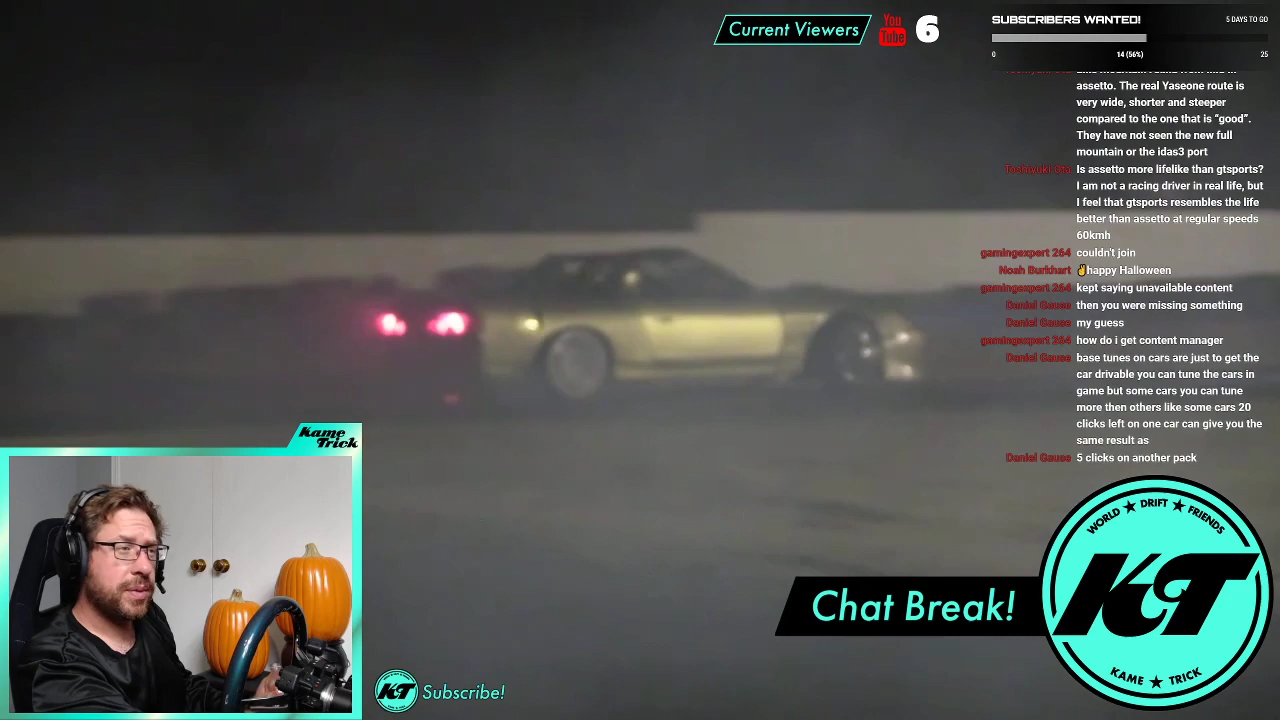 Current Viewers
You
Tube
6
SUBSCRIBERS WANTED!
5 DAYS TO GO
0
14 (56%)
25
assetto. The real Yaseone route is
very wide, shorter and steeper
compared to the one that is “good”.
They have not seen the new full
mountain or the idas3 port
Toshiyuki Ota Is assetto more lifelike than gtsports?
I am not a racing driver in real life, but
I feel that gtsports resembles the life
better than assetto at regular speeds
60kmh
gamingexpert 264 couldn't join
Noah Burkhart ✌happy Halloween
gamingexpert 264 kept saying unavailable content
Daniel Gause then you were missing something
Daniel Gause my guess
gamingexpert 264 how do i get content manager
Daniel Gause base tunes on cars are just to get the
car drivable you can tune the cars in
game but some cars you can tune
more then others like some cars 20
clicks left on one car can give you the
same result as
Daniel Gause 5 clicks on another pack
Kame
Trick
WORLD ★ DRIFT ★ FRIENDS
KT
KAME ★ TRICK
Chat Break!
KT
Subscribe!